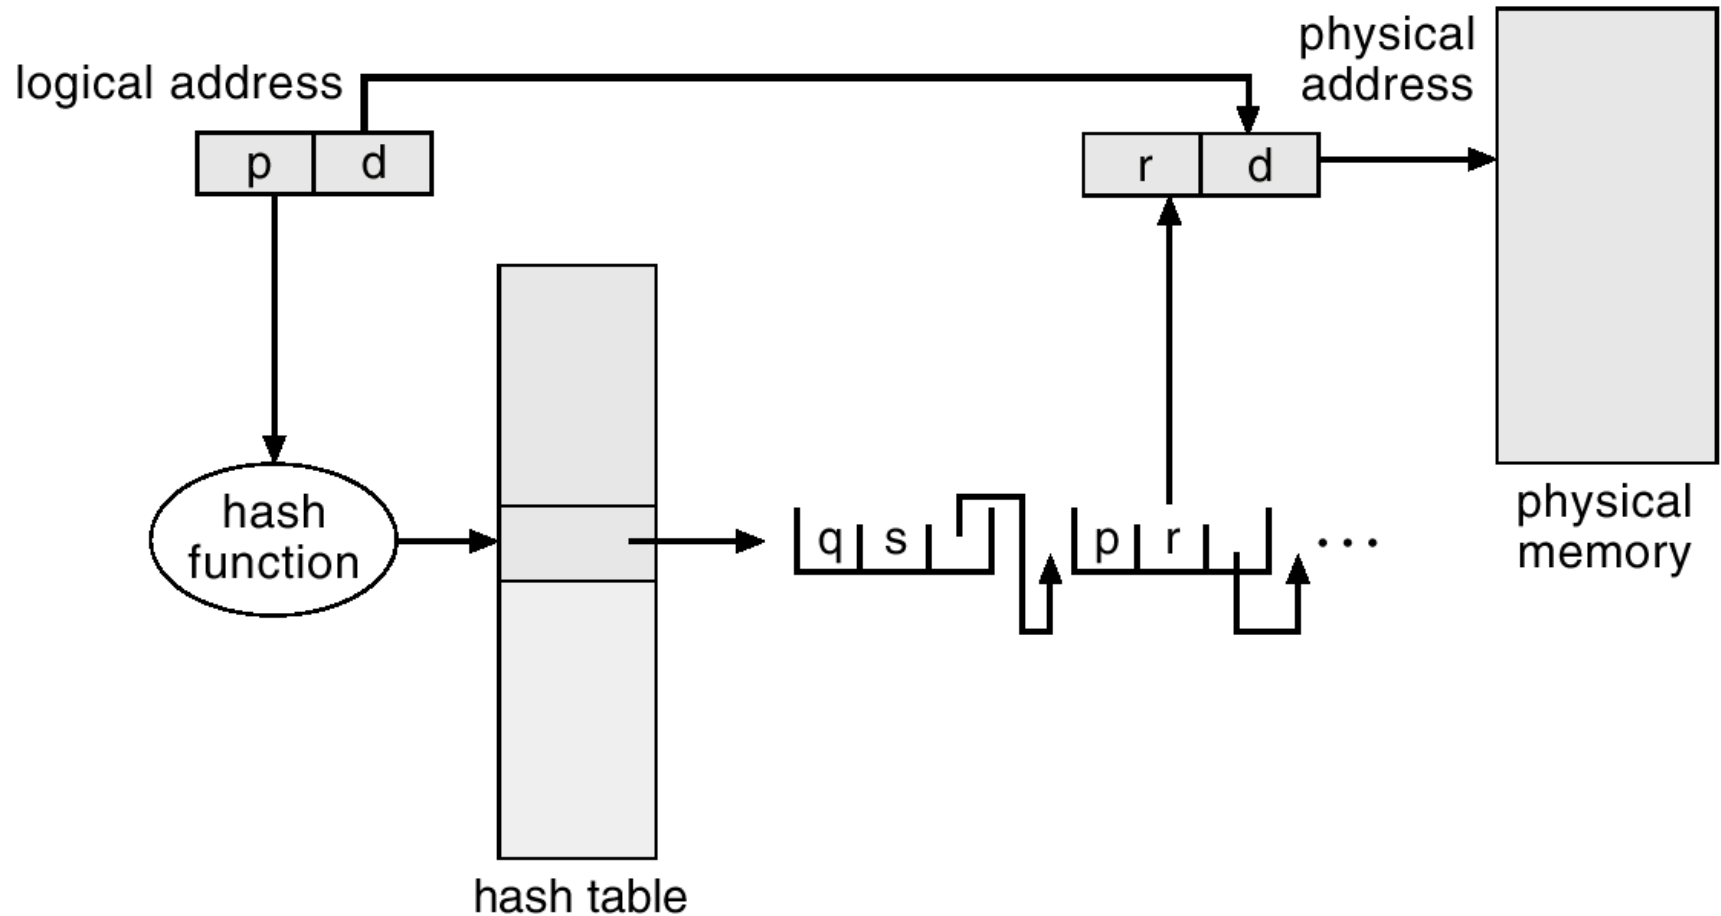 logical address
p d
physical
address
r d
hash
function
q s
p r
...
physical
memory
hash table